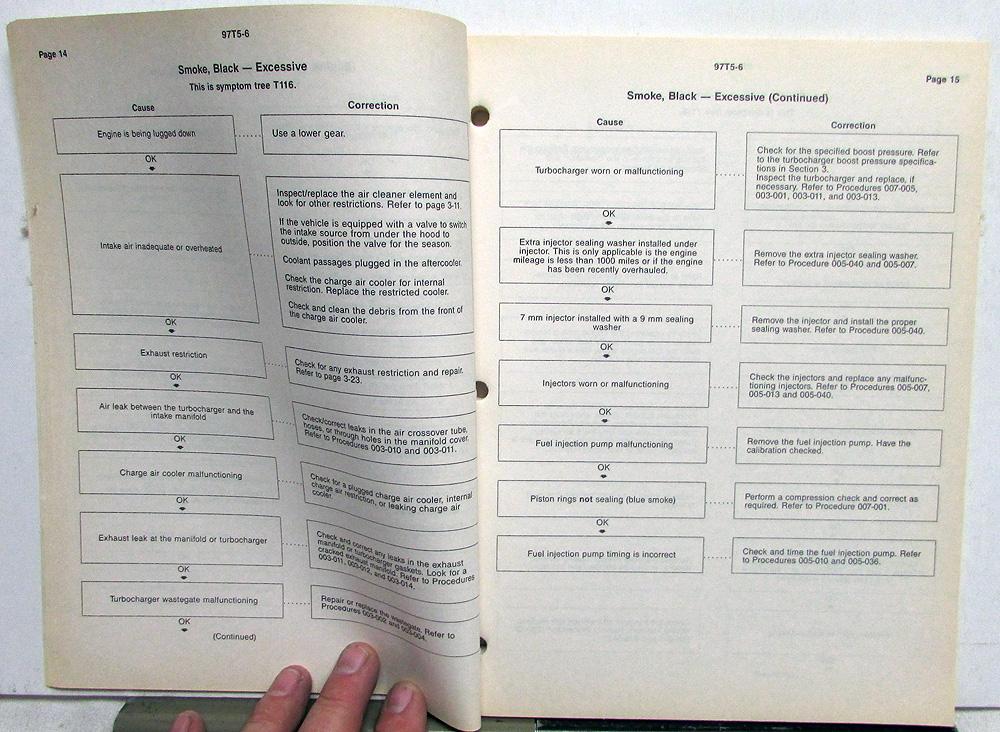 97T5-6
Page 14
Smoke, Black — Excessive
This is symptom tree T116.
Cause
Correction
Engine is being lugged down
Use a lower gear.
OK
Intake air inadequate or overheated
Inspect/replace the air cleaner element and
look for other restrictions. Refer to page 3-11.
If the vehicle is equipped with a valve to switch
the intake source from under the hood to
outside, position the valve for the season.
Coolant passages plugged in the aftercooler.
Check the charge air cooler for internal
restriction. Replace the restricted cooler.
Check and clean the debris from the front of
the charge air cooler.
OK
Exhaust restriction
Check for any exhaust restriction and repair.
Refer to page 3-23.
OK
Air leak between the turbocharger and the
intake manifold
Check/correct leaks in the air crossover tube,
hoses, or through holes in the manifold cover.
Refer to Procedures 003-010 and 003-011.
OK
Charge air cooler malfunctioning
Check for a plugged charge air cooler, internal
charge air restriction, or leaking charge air
cooler.
OK
Exhaust leak at the manifold or turbocharger
Check and correct any leaks in the exhaust
manifold or turbocharger gaskets. Look for a
cracked exhaust manifold. Refer to Procedures
003-011, 003-012, and 003-014.
OK
Turbocharger wastegate malfunctioning
Repair or replace the wastegate. Refer to
Procedures 003-002 and 003-004.
OK
(Continued)
97T5-6
Page 15
Smoke, Black — Excessive (Continued)
Cause
Correction
Turbocharger worn or malfunctioning
Check for the specified boost pressure. Refer
to the turbocharger boost pressure specifica-
tions in Section 3.
Inspect the turbocharger and replace, if
necessary. Refer to Procedures 007-005,
003-001, 003-011, and 003-013.
OK
Extra injector sealing washer installed under
injector. This is only applicable is the engine
mileage is less than 1000 miles or if the engine
has been recently overhauled.
Remove the extra injector sealing washer.
Refer to Procedure 005-040 and 005-007.
OK
7 mm injector installed with a 9 mm sealing
washer
Remove the injector and install the proper
sealing washer. Refer to Procedure 005-040.
OK
Injectors worn or malfunctioning
Check the injectors and replace any malfunc-
tioning injectors. Refer to Procedures 005-007,
005-013 and 005-040.
OK
Fuel injection pump malfunctioning
Remove the fuel injection pump. Have the
calibration checked.
OK
Piston rings not sealing (blue smoke)
Perform a compression check and correct as
required. Refer to Procedure 007-001.
OK
Fuel injection pump timing is incorrect
Check and time the fuel injection pump. Refer
to Procedures 005-010 and 005-036.